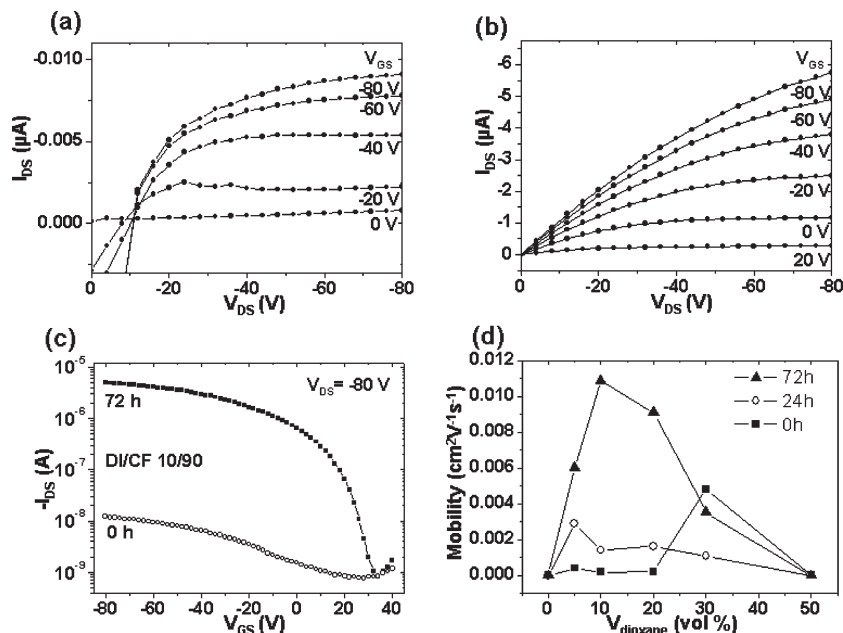 (a)
-0.010
-0.005
0.000
I_DS (µA)
V_GS
-80 V
-60 V
-40 V
-20 V
0 V
0 -20 -40 -60 -80
V_DS (V)
(b)
-6
-5
-4
-3
-2
-1
0
I_DS (µA)
V_GS
-80 V
-60 V
-40 V
-20 V
0 V
20 V
0 -20 -40 -60 -80
V_DS (V)
(c)
10^-5
10^-6
10^-7
10^-8
10^-9
-I_DS (A)
V_DS= -80 V
72 h
DI/CF 10/90
0 h
-80 -60 -40 -20 0 20 40
V_GS (V)
(d)
0.012
0.010
0.008
0.006
0.004
0.002
0.000
Mobility (cm²V⁻¹s⁻¹)
72h
24h
0h
0 10 20 30 40 50
V_dioxane (vol %)